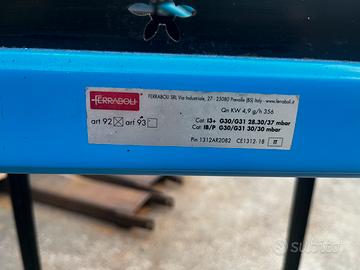 FERRABOLI
FERRABOLI SRL Via Industriale, 27 - 25080 Prevalle (BS) Italy - www.ferraboli.it
Qn KW 4,9 g/h 356
art 92 art 93
Cat: I3+ G30/G31 28.30/37 mbar
Cat: IB/P G30/G31 30/30 mbar
Pin 1312AR2082 CE1312-18 IT
subito